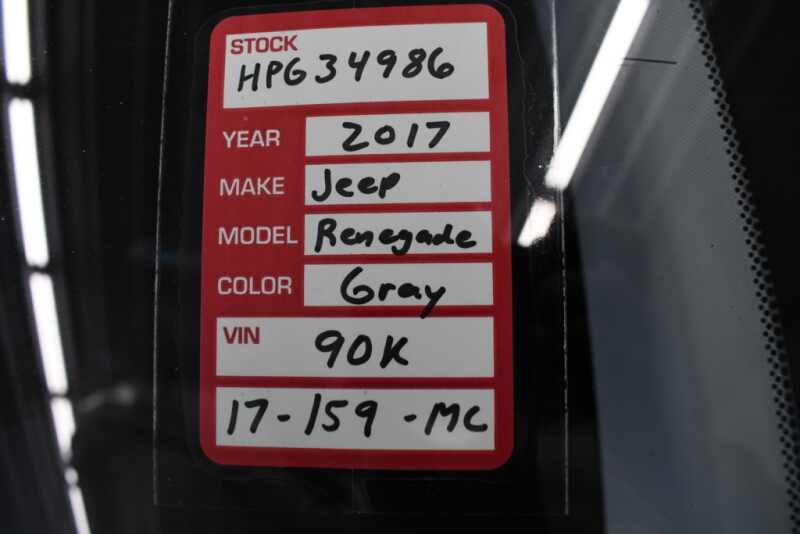 STOCK
HPG34986
YEAR 2017
MAKE Jeep
MODEL Renegade
COLOR Gray
VIN
90K
17-159-MC